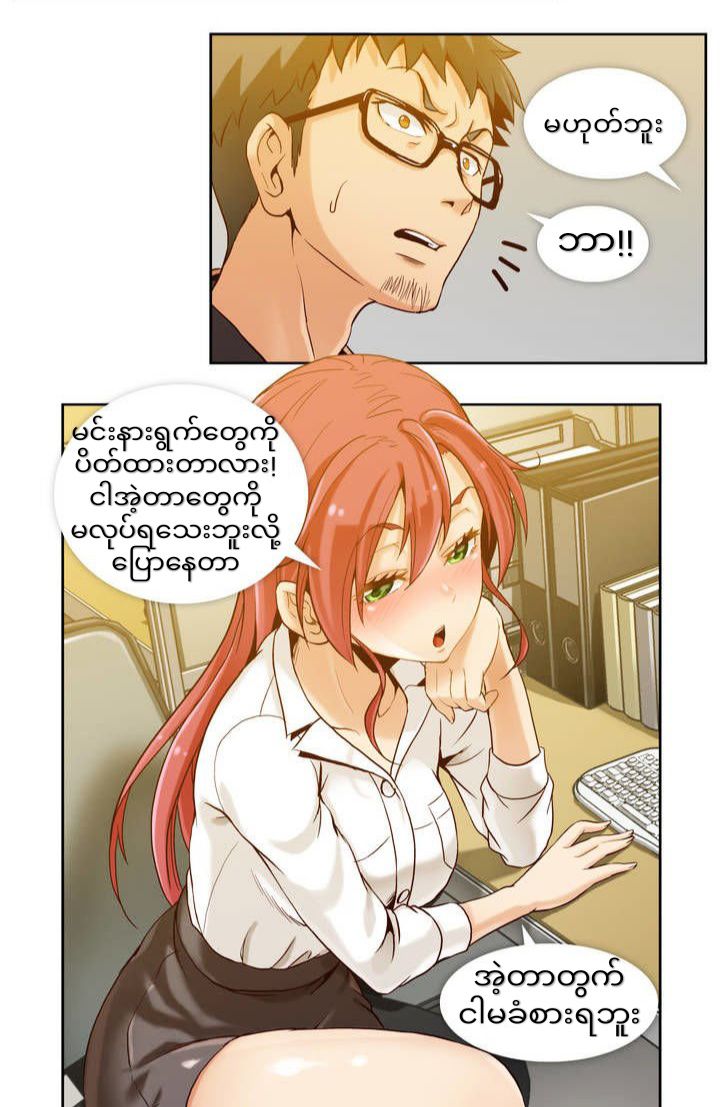 မဟုတ်ဘူး
ဘာ!!
မင်းနားရွက်တွေကို
ပိတ်ထားတာလား!
ငါအဲ့တာတွေကို
မလုပ်ရသေးဘူးလို့
ပြောနေတာ
အဲ့တာတွက်
ငါမခံစားရဘူး